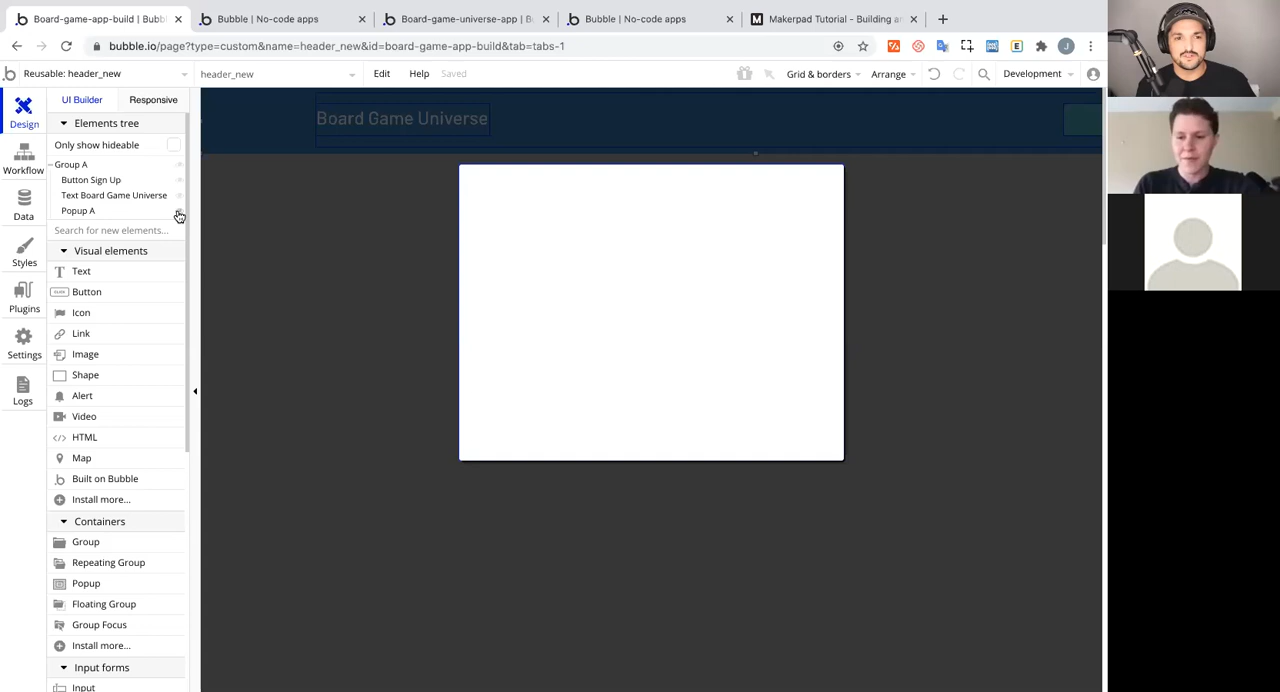 Board-game-app-build | Bubbl
Bubble | No-code apps
Board-game-universe-app | B
Bubble | No-code apps
Makerpad Tutorial - Building a
bubble.io/page?type=custom&name=header_new&id=board-game-app-build&tab=tabs-1
J
Reusable: header_new
header_new
Edit
Help
Saved
Grid & borders
Arrange
Development
Design
Workflow
Data
Styles
Plugins
Settings
Logs
UI Builder
Responsive
Elements tree
Only show hideable
Group A
Button Sign Up
Text Board Game Universe
Popup A
Search for new elements...
Visual elements
Text
Button
Icon
Link
Image
Shape
Alert
Video
HTML
Map
Built on Bubble
Install more...
Containers
Group
Repeating Group
Popup
Floating Group
Group Focus
Install more...
Input forms
Input
Board Game Universe